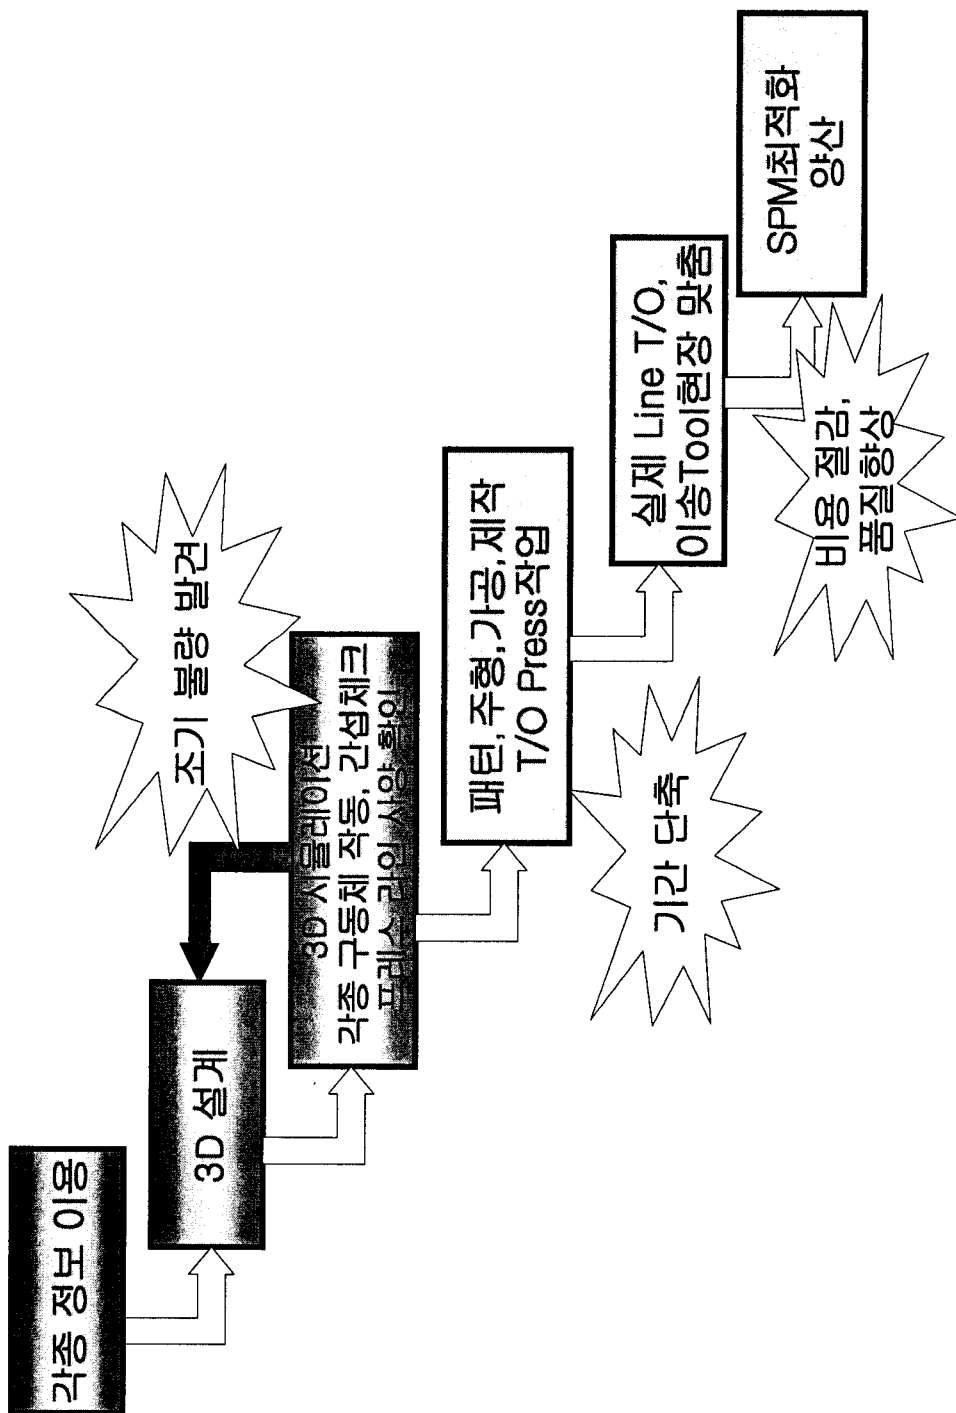 각종 정보 이용
3D 설계
조기 불량 발견
3D 시뮬레이션
각종 구동체 작동, 간섭체크
프레스 라인 사양 확인
패턴,주형,가공,제작
T/O Press작업
기간 단축
실제 Line T/O,
이송Tool현장 맞춤
비용 절감,
품질향상
SPM최적화
양산